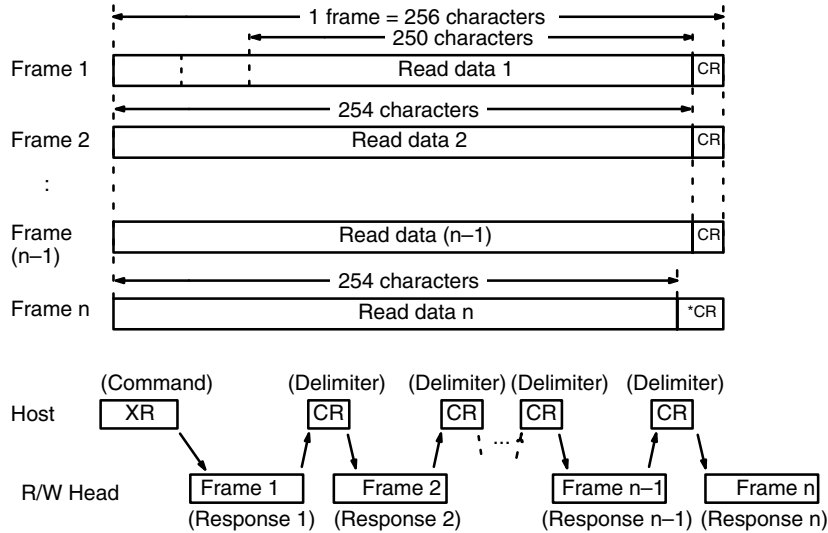 1 frame = 256 characters
250 characters
Frame 1 Read data 1 CR
254 characters
Frame 2 Read data 2 CR
:
Frame (n–1) Read data (n–1) CR
254 characters
Frame n Read data n *CR
(Command) (Delimiter) (Delimiter) (Delimiter) (Delimiter)
Host XR CR CR ... CR CR
R/W Head Frame 1 Frame 2 Frame n–1 Frame n
(Response 1) (Response 2) (Response n–1) (Response n)